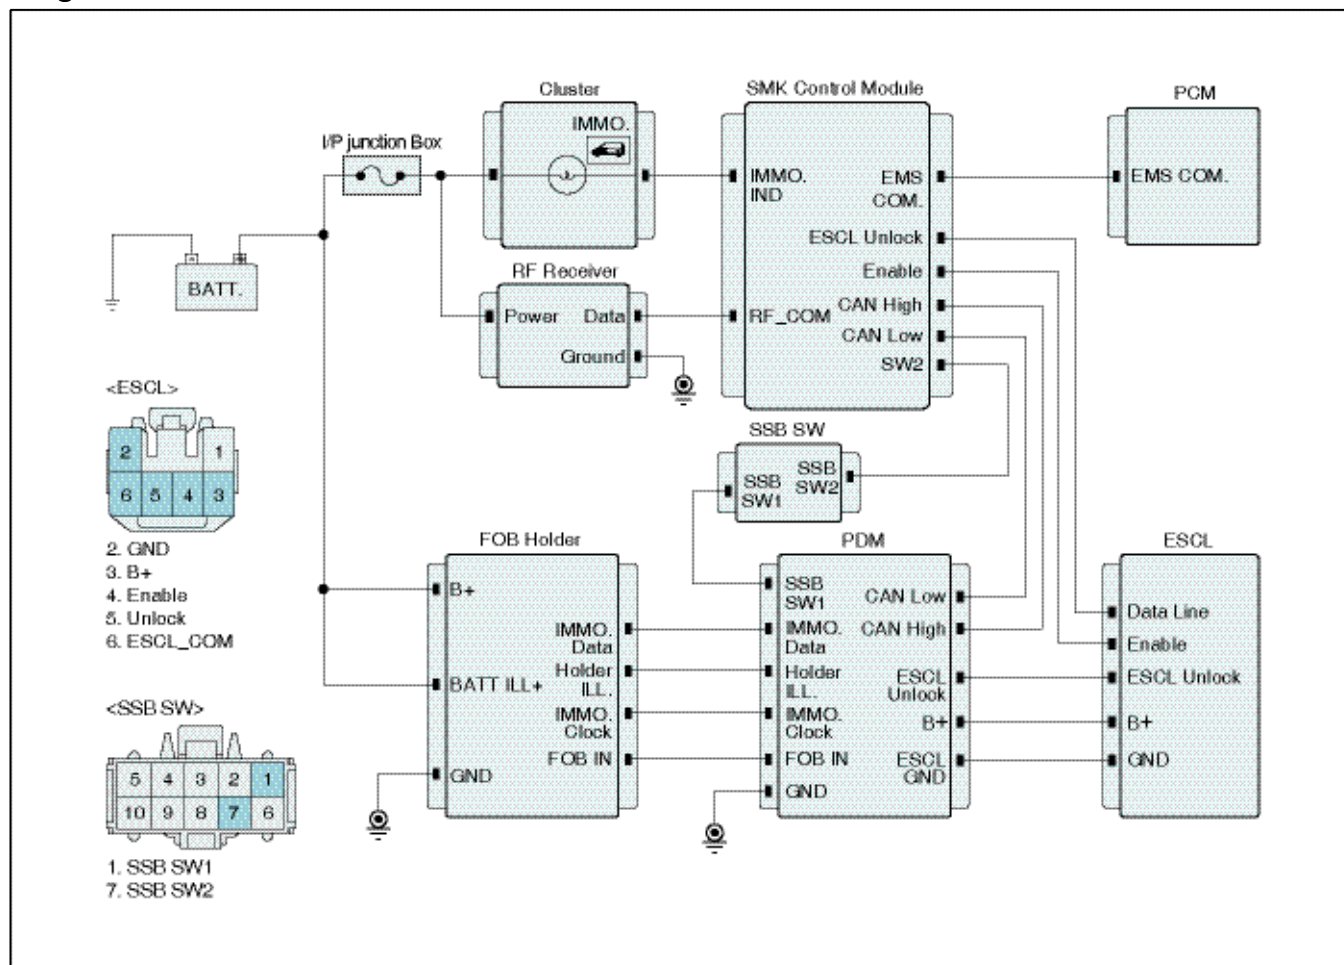 Cluster
SMK Control Module
PCM
I/P junction Box
IMMO.
IMMO.
IND
EMS
COM.
EMS COM.
ESCL Unlock
Enable
CAN High
CAN Low
SW2
BATT.
RF Receiver
Power
Data
Ground
RF_COM
<ESCL>
2
1
6
5
4
3
2. GND
3. B+
4. Enable
5. Unlock
6. ESCL_COM
SSB SW
SSB
SW1
SSB
SW2
FOB Holder
B+
BATT ILL+
GND
IMMO.
Data
Holder
ILL.
IMMO.
Clock
FOB IN
PDM
SSB
SW1
IMMO.
Data
Holder
ILL.
IMMO.
Clock
FOB IN
GND
CAN Low
CAN High
ESCL
Unlock
B+
ESCL
GND
ESCL
Data Line
Enable
ESCL Unlock
B+
GND
<SSB SW>
5
4
3
2
1
10
9
8
7
6
1. SSB SW1
7. SSB SW2